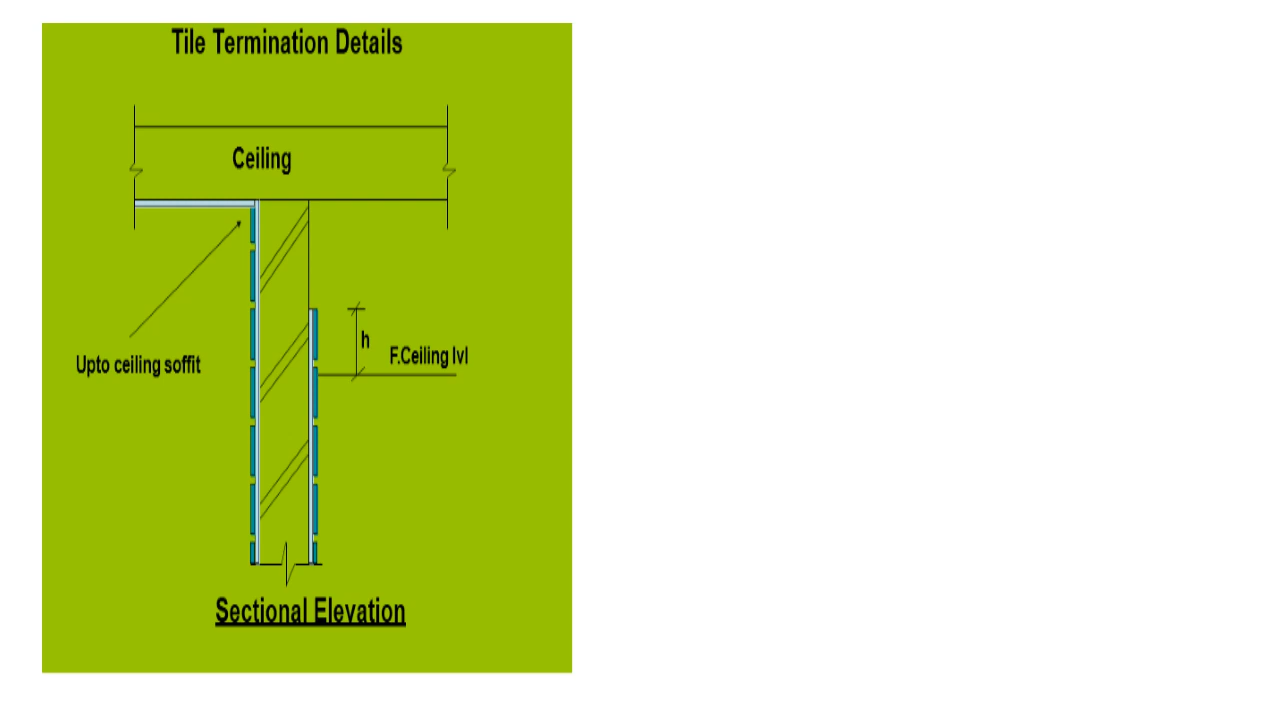 Tile Termination Details
Ceiling
h
F.Ceiling lvl
Upto ceiling soffit
Sectional Elevation